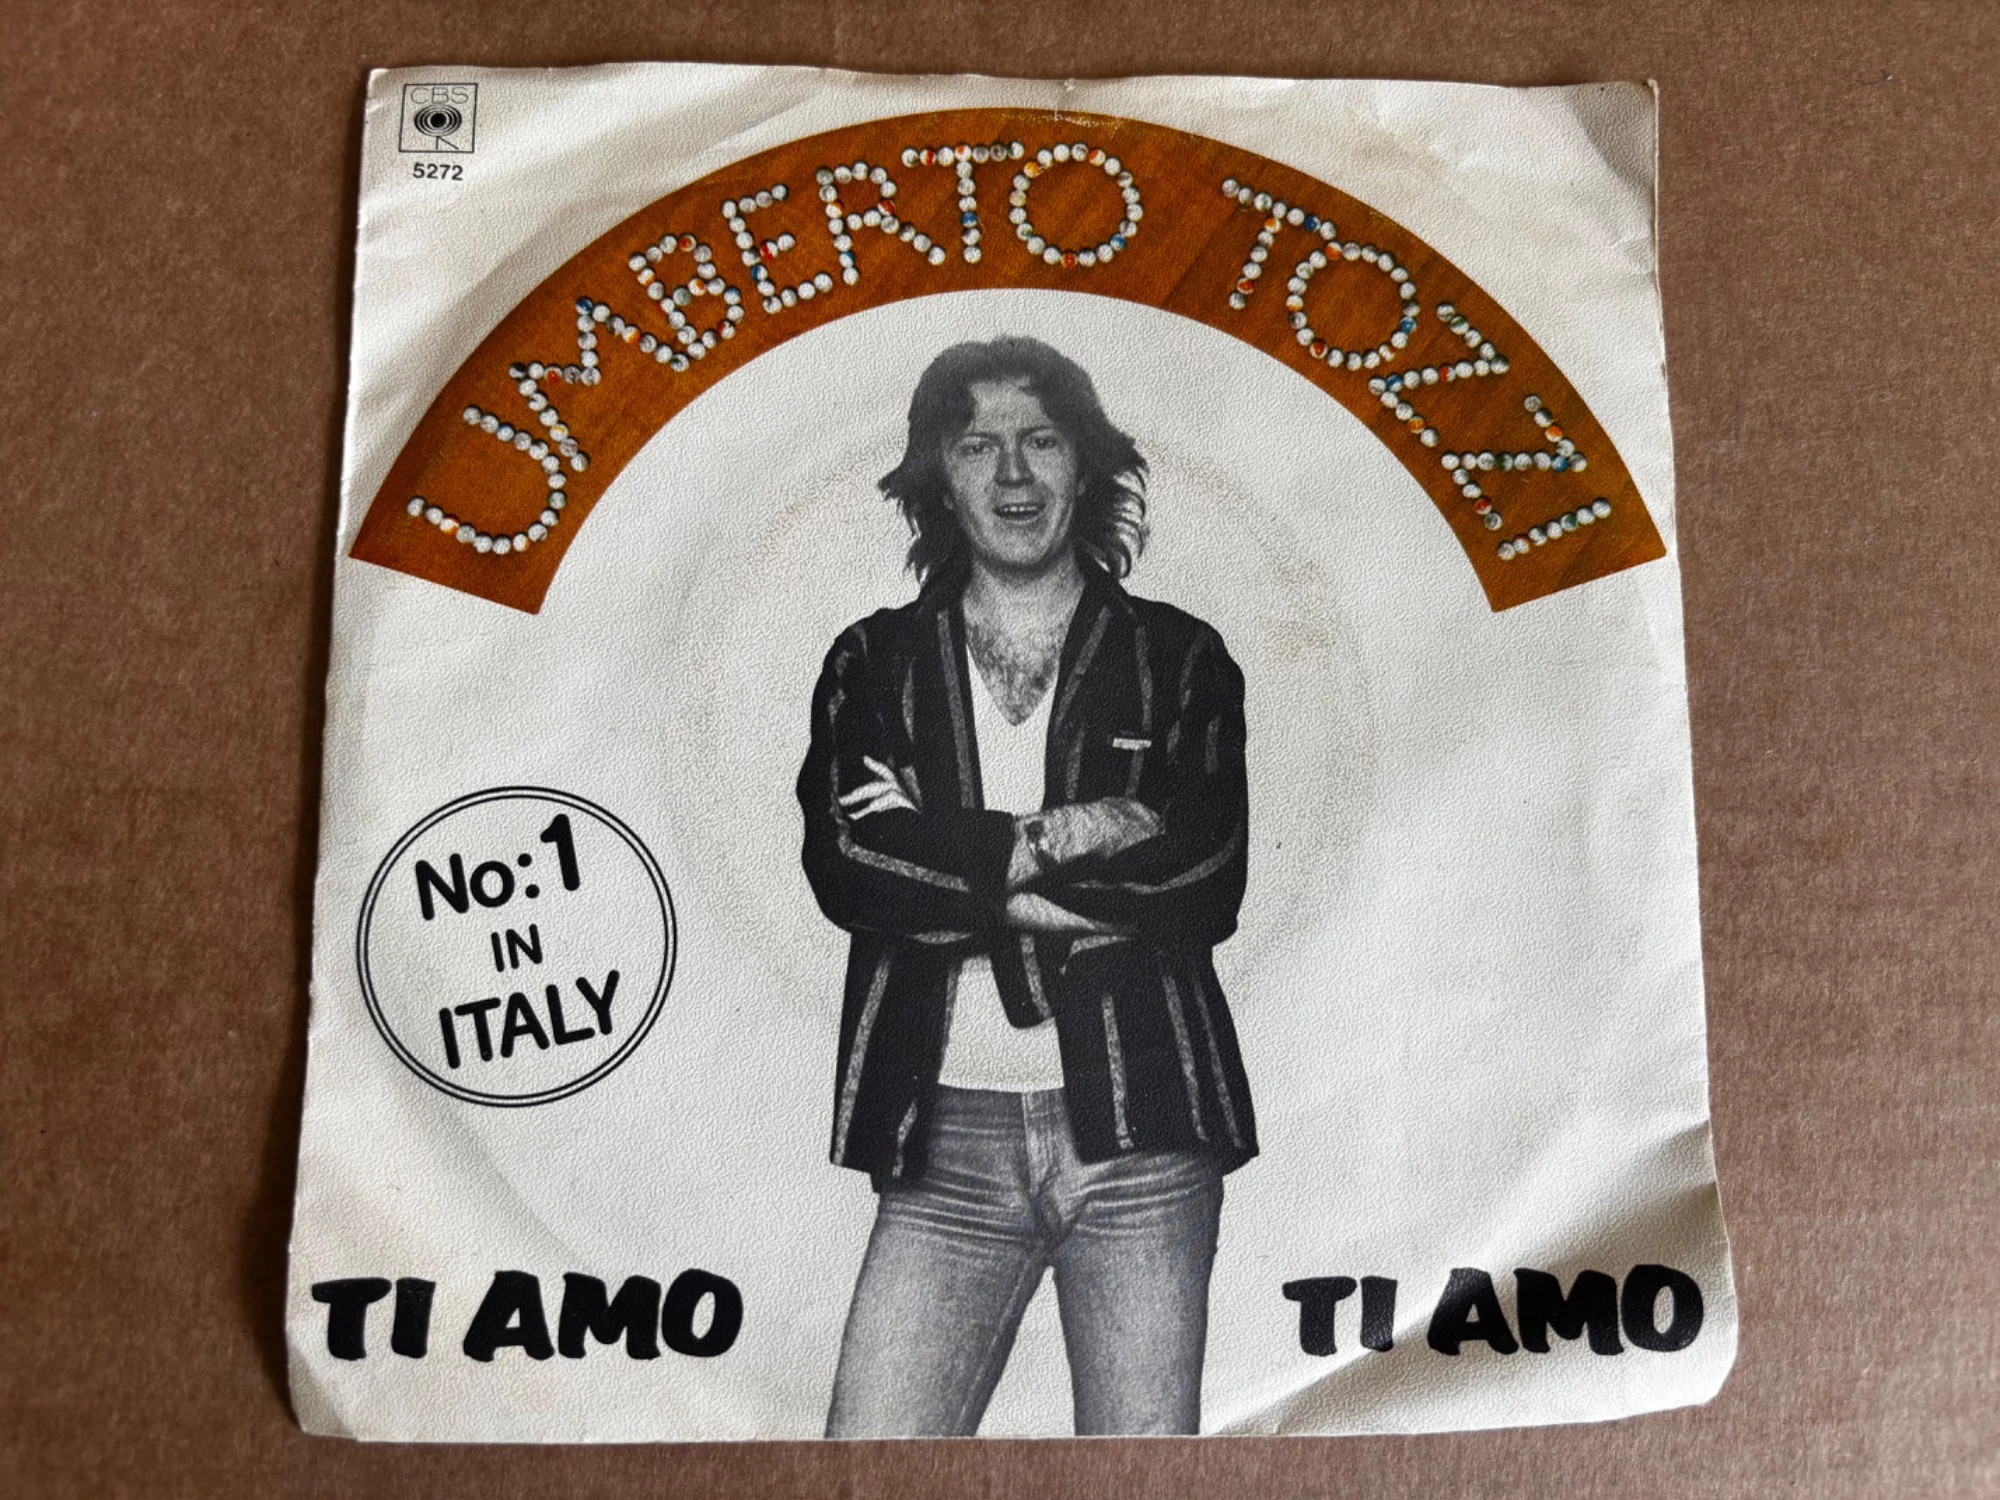 CBS
5272
UMBERTO TOZZI
No:1
IN
ITALY
TI AMO
TI AMO